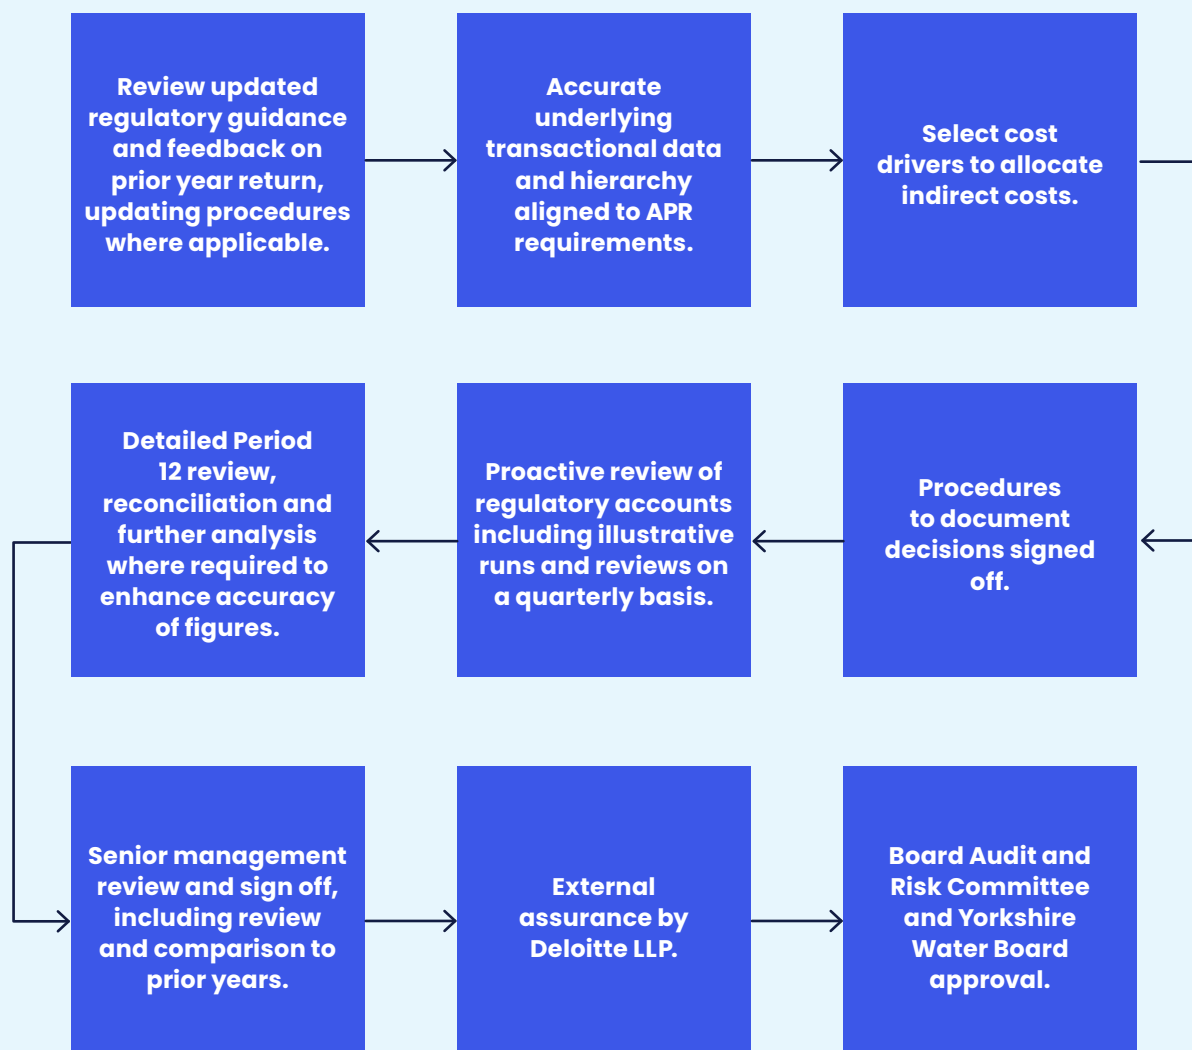 Review updated
regulatory guidance
and feedback on
prior year return,
updating procedures
where applicable.
Accurate
underlying
transactional data
and hierarchy
aligned to APR
requirements.
Select cost
drivers to allocate
indirect costs.
Procedures
to document
decisions signed
off.
Proactive review of
regulatory accounts
including illustrative
runs and reviews on
a quarterly basis.
Detailed Period
12 review,
reconciliation and
further analysis
where required to
enhance accuracy
of figures.
Senior management
review and sign off,
including review
and comparison to
prior years.
External
assurance by
Deloitte LLP.
Board Audit and
Risk Committee
and Yorkshire
Water Board
approval.